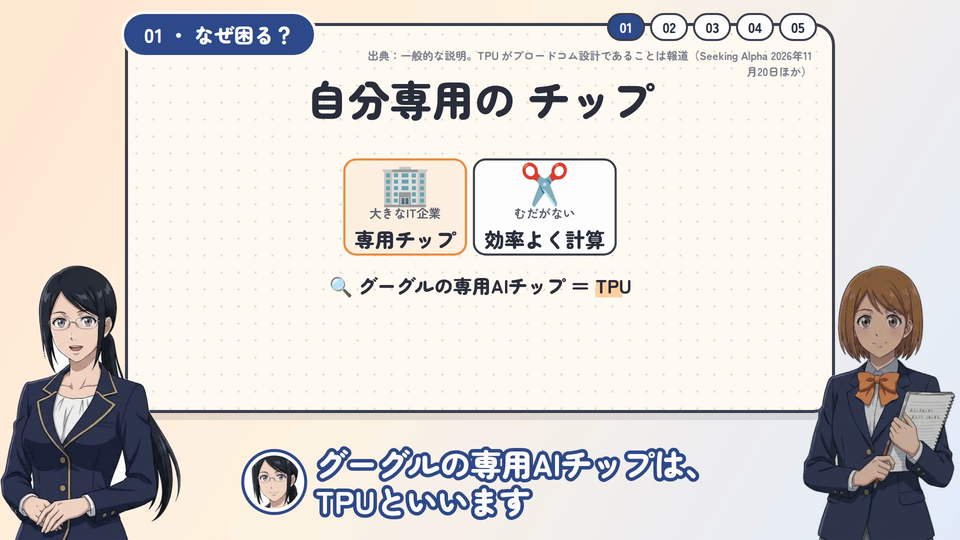 01 ・ なぜ困る？
01 02 03 04 05
出典：一般的な説明。TPU がブロードコム設計であることは報道（Seeking Alpha 2026年11
月20日ほか）
自分専用の チップ
大きなIT企業
専用チップ
むだがない
効率よく計算
グーグルの専用AIチップ ＝ TPU
グーグルの専用AIチップは、
TPUといいます